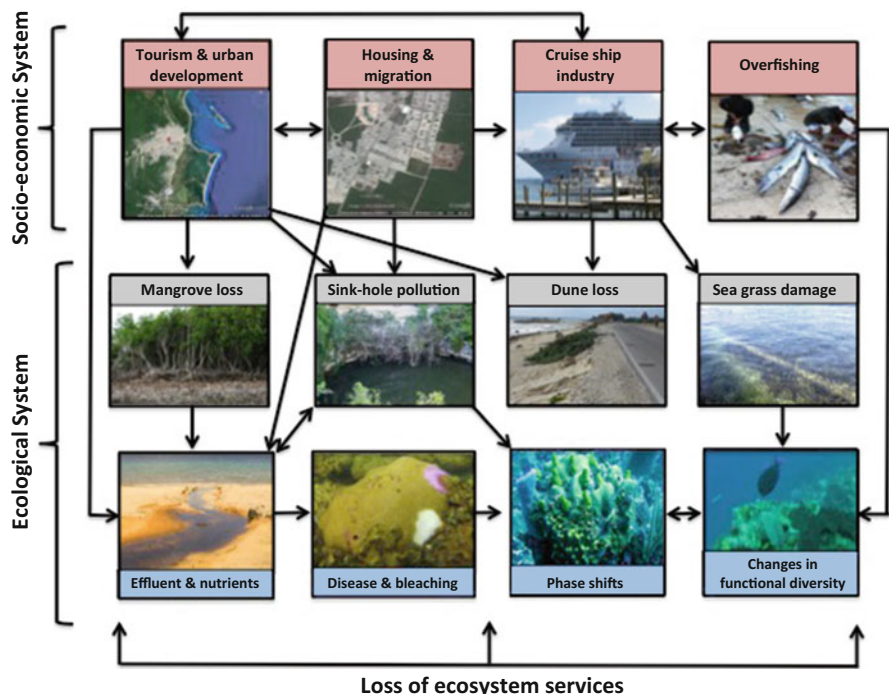 Socio-economic System
Tourism & urban
development
Housing &
migration
Cruise ship
industry
Overfishing
Ecological System
Mangrove loss
Sink-hole pollution
Dune loss
Sea grass damage
Effluent & nutrients
Disease & bleaching
Phase shifts
Changes in
functional diversity
Loss of ecosystem services